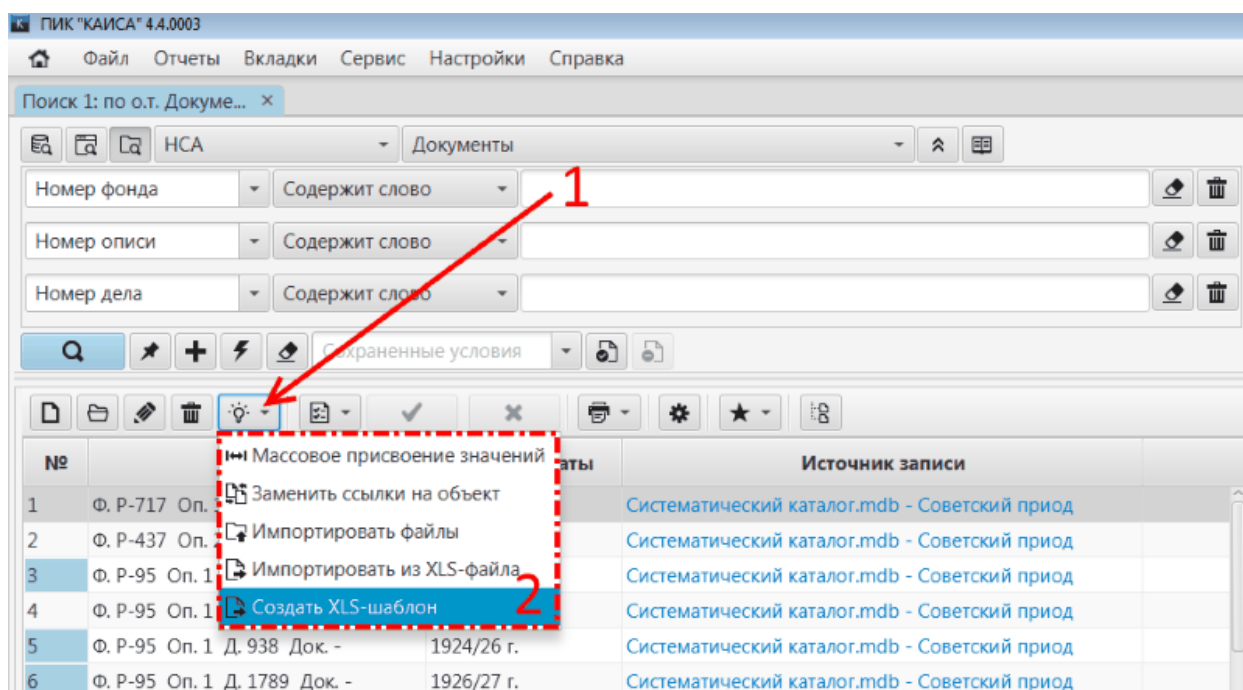 ПИК "КАИСА" 4.4.0003
Файл Отчеты Вкладки Сервис Настройки Справка
Поиск 1: по о.т. Докуме... ×
НСА Документы
1
Номер фонда Содержит слово
Номер описи Содержит слово
Номер дела Содержит слово
Сохраненные условия
№ аты Источник записи
Массовое присвоение значений
Заменить ссылки на объект
Импортировать файлы
Импортировать из XLS-файла
Создать XLS-шаблон
2
1 Ф. Р-717 Оп. Систематический каталог.mdb - Советский приод
2 Ф. Р-437 Оп. Систематический каталог.mdb - Советский приод
3 Ф. Р-95 Оп. 1 Систематический каталог.mdb - Советский приод
4 Ф. Р-95 Оп. 1 Систематический каталог.mdb - Советский приод
5 Ф. Р-95 Оп. 1 Д. 938 Док. - 1924/26 г. Систематический каталог.mdb - Советский приод
6 Ф. Р-95 Оп. 1 Д. 1789 Док. - 1926/27 г. Систематический каталог.mdb - Советский приод